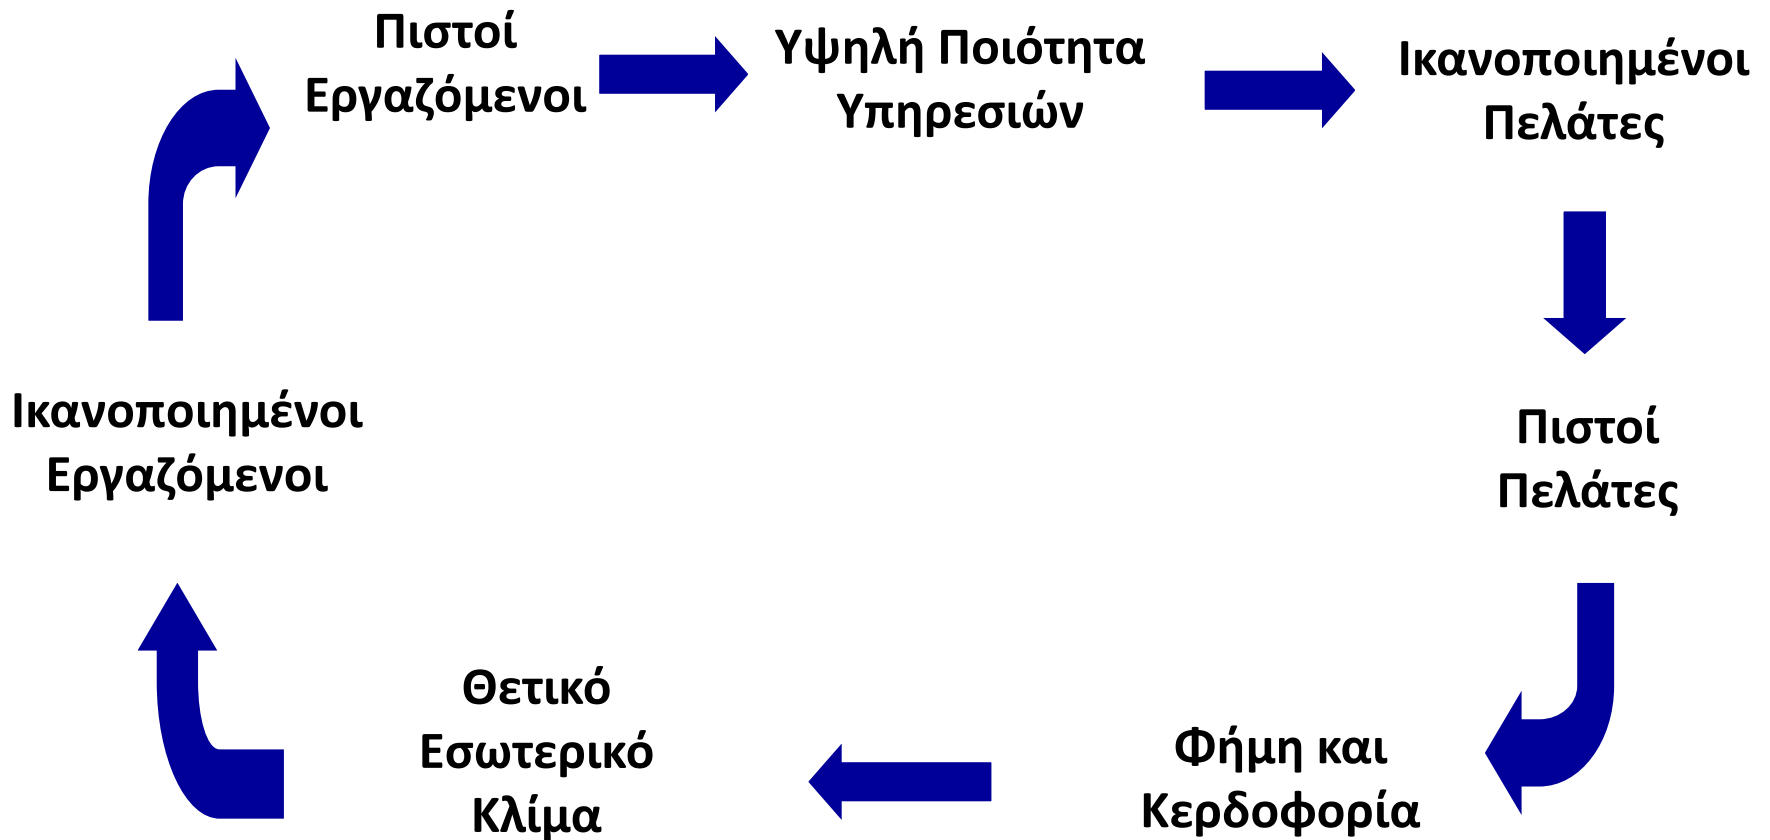 Πιστοί
Εργαζόμενοι
Υψηλή Ποιότητα
Υπηρεσιών
Ικανοποιημένοι
Πελάτες
Πιστοί
Πελάτες
Φήμη και
Κερδοφορία
Θετικό
Εσωτερικό
Κλίμα
Ικανοποιημένοι
Εργαζόμενοι